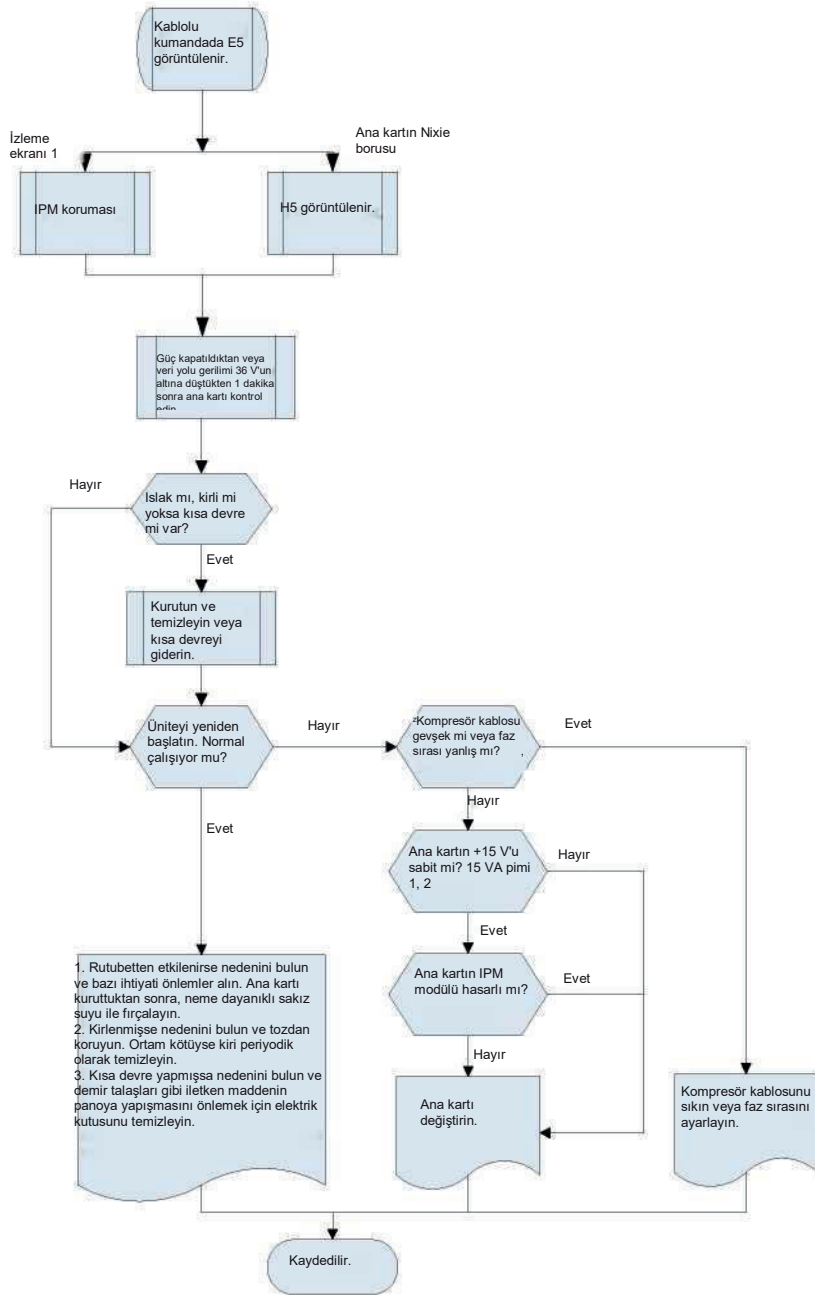 Kablolu
kumandada E5
görüntülenir.
İzleme
ekranı 1
Ana kartın Nixie
borusu
IPM koruması
H5 görüntülenir.
Güç kapatıldıktan veya
veri yolu gerilimi 36 V'un
altına düştükten 1 dakika
sonra ana kartı kontrol
edin
Hayır
Islak mı, kirli mi
yoksa kısa devre
mi var?
Evet
Kurutun ve
temizleyin veya
kısa devreyi
giderin.
Üniteyi yeniden
başlatın. Normal
çalışıyor mu?
Hayır
Kompresör kablosu
gevşek mi veya faz
sırası yanlış mı?
Evet
Hayır
Evet
Ana kartın +15 V'u
sabit mi? 15 VA pimi
1, 2
Hayır
Evet
Ana kartın IPM
modülü hasarlı mı?
Evet
Hayır
1. Rutubetten etkilenirse nedenini bulun
ve bazı ihtiyati önlemler alın. Ana kartı
kuruttuktan sonra, neme dayanıklı sakız
suyu ile fırçalayın.
2. Kirlenmişse nedenini bulun ve tozdan
koruyun. Ortam kötüyse kiri periyodik
olarak temizleyin.
3. Kısa devre yapmışsa nedenini bulun ve
demir talaşları gibi iletken maddenin
panoya yapışmasını önlemek için elektrik
kutusunu temizleyin.
Ana kartı
değiştirin.
Kompresör kablosunu
sıkın veya faz sırasını
ayarlayın.
Kaydedilir.